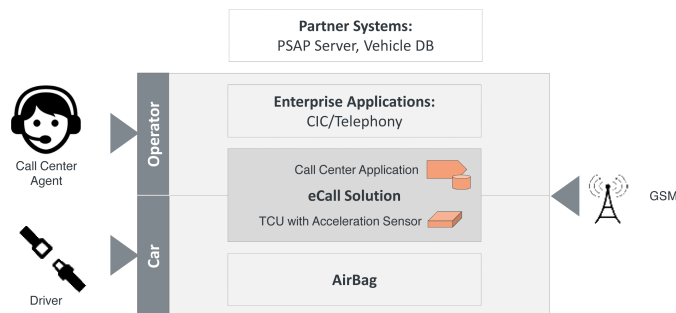 Partner Systems:
PSAP Server, Vehicle DB
Operator
Enterprise Applications:
CIC/Telephony
Call Center
Agent
Call Center Application
eCall Solution
TCU with Acceleration Sensor
GSM
Car
AirBag
Driver